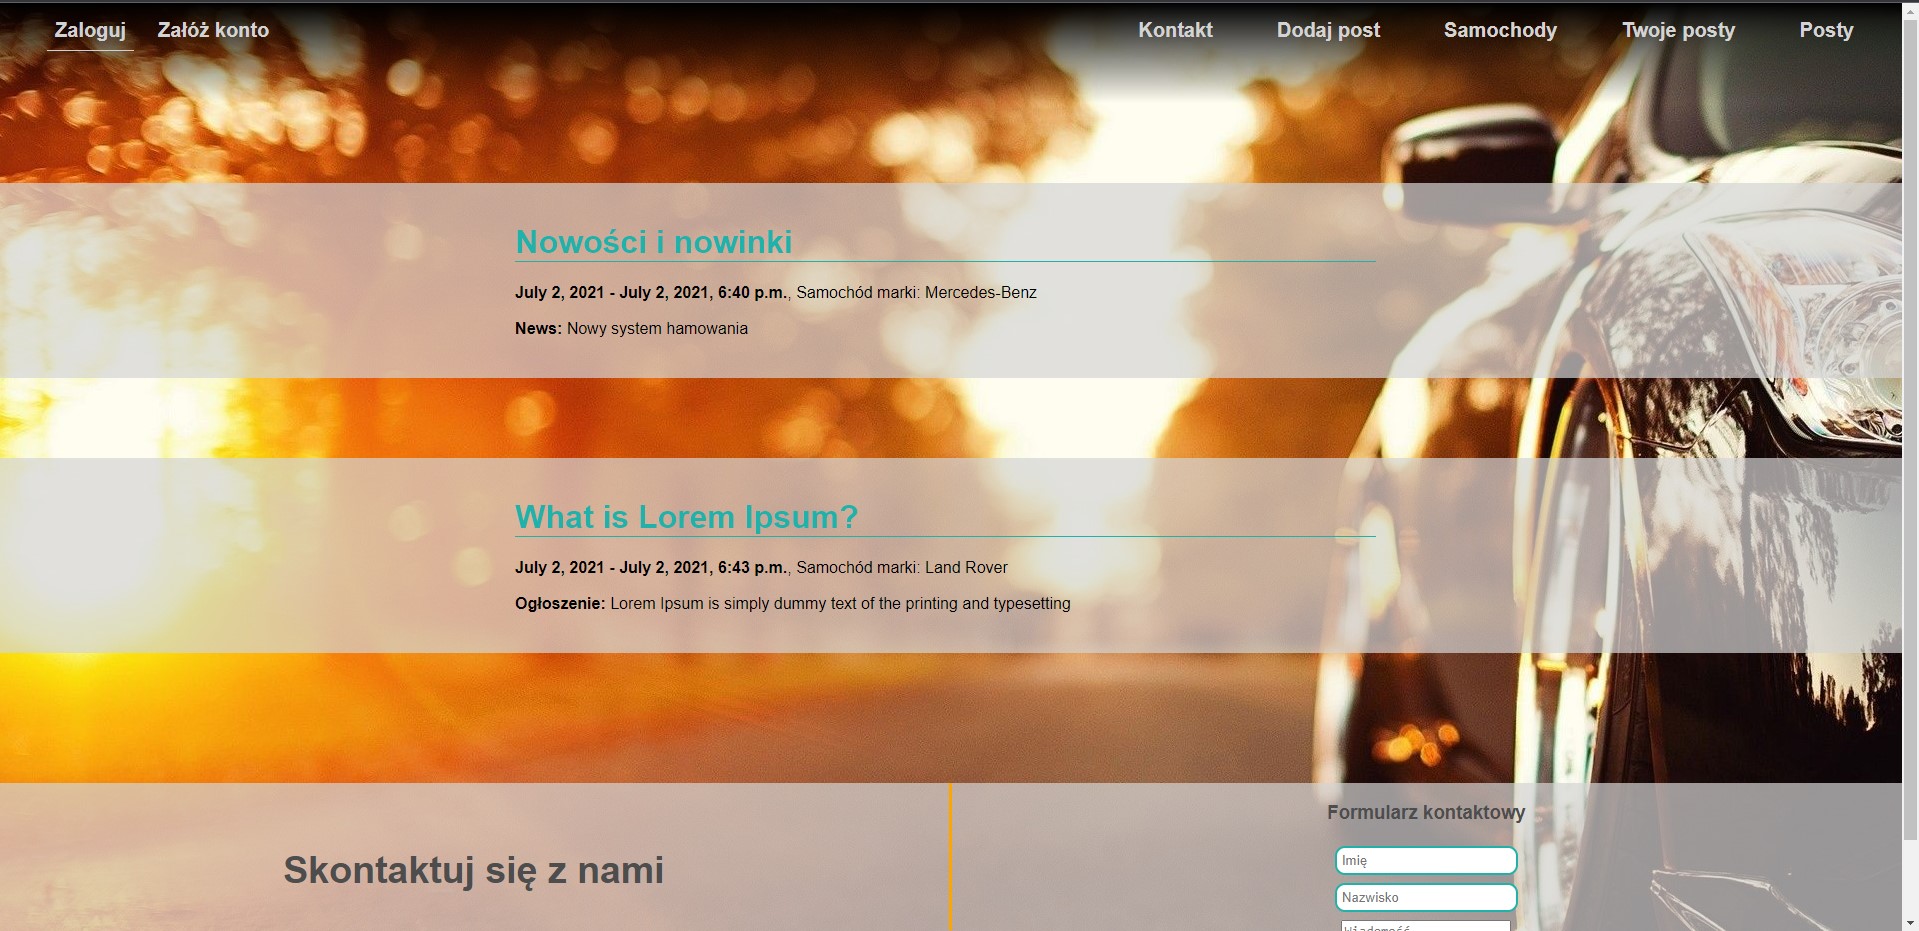 Zaloguj Załóż konto Kontakt Dodaj post Samochody Twoje posty Posty
Nowości i nowinki
July 2, 2021 - July 2, 2021, 6:40 p.m., Samochód marki: Mercedes-Benz
News: Nowy system hamowania
What is Lorem Ipsum?
July 2, 2021 - July 2, 2021, 6:43 p.m., Samochód marki: Land Rover
Ogłoszenie: Lorem Ipsum is simply dummy text of the printing and typesetting
Skontaktuj się z nami
Formularz kontaktowy
Imię
Nazwisko
Wiadomość